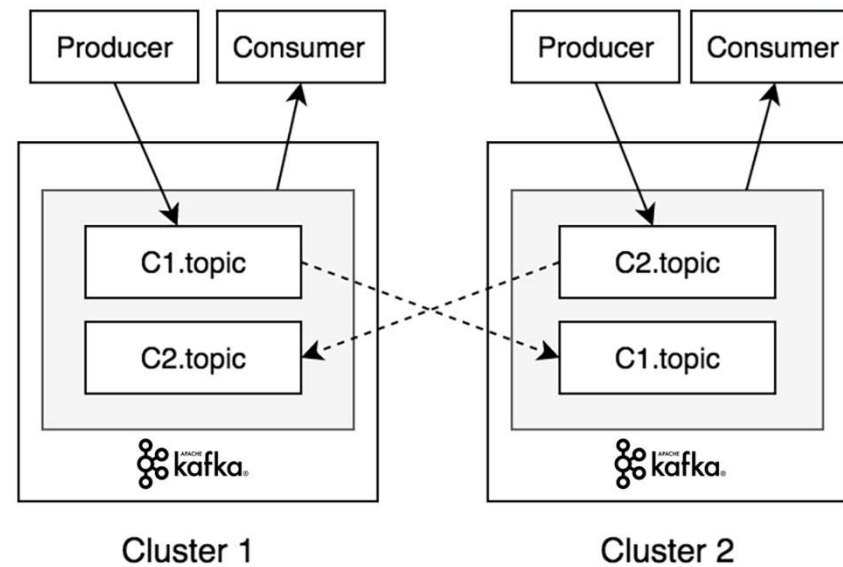 Producer
Consumer
Producer
Consumer
C1.topic
C2.topic
C2.topic
C1.topic
APACHE
kafka®
APACHE
kafka®
Cluster 1
Cluster 2